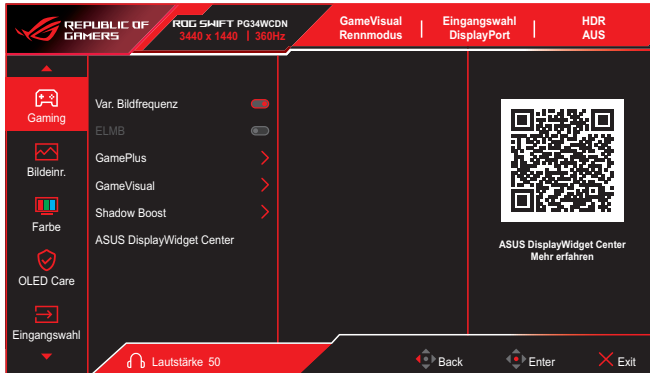 REPUBLIC OF
GAMERS
ROG SWIFT PG34WCDN
3440 x 1440 | 360Hz
GameVisual
Rennmodus
Eingangswahl
DisplayPort
HDR
AUS
Gaming
Bildeinr.
Farbe
OLED Care
Eingangswahl
Var. Bildfrequenz
ELMB
GamePlus
GameVisual
Shadow Boost
ASUS DisplayWidget Center
ASUS DisplayWidget Center
Mehr erfahren
Lautstärke 50
Back
Enter
Exit